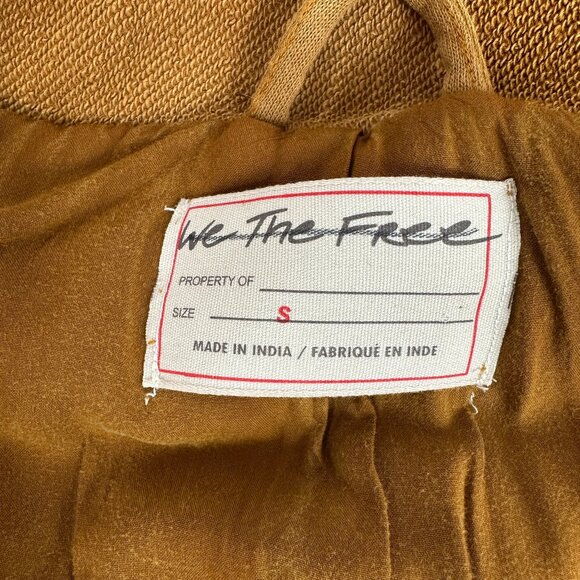 We The Free
PROPERTY OF
SIZE S
MADE IN INDIA / FABRIQUÉ EN INDE